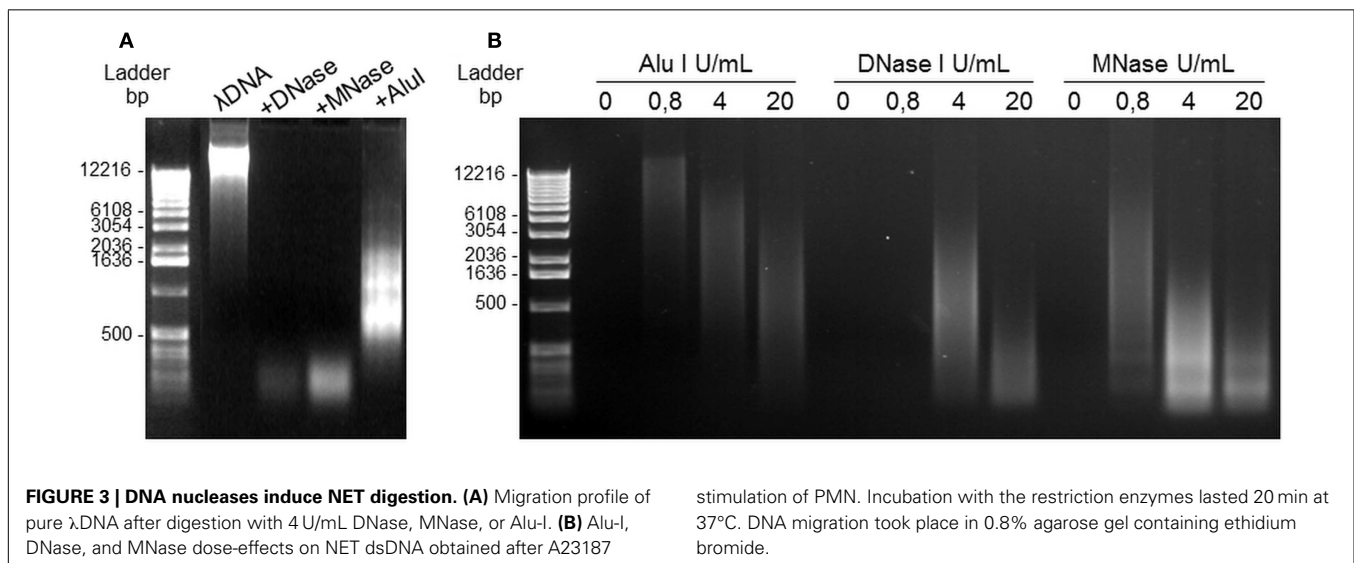 A
Ladder
bp
λDNA +DNase +MNase +AluI
12216 -
6108 -
3054 -
2036 -
1636 -
500 -
B
Ladder
bp
Alu I U/mL DNase I U/mL MNase U/mL
0 0,8 4 20 0 0,8 4 20 0 0,8 4 20
12216 -
6108 -
3054 -
2036 -
1636 -
500 -
FIGURE 3 | DNA nucleases induce NET digestion. (A) Migration profile of
pure λDNA after digestion with 4 U/mL DNase, MNase, or Alu-I. (B) Alu-I,
DNase, and MNase dose-effects on NET dsDNA obtained after A23187
stimulation of PMN. Incubation with the restriction enzymes lasted 20 min at
37°C. DNA migration took place in 0.8% agarose gel containing ethidium
bromide.